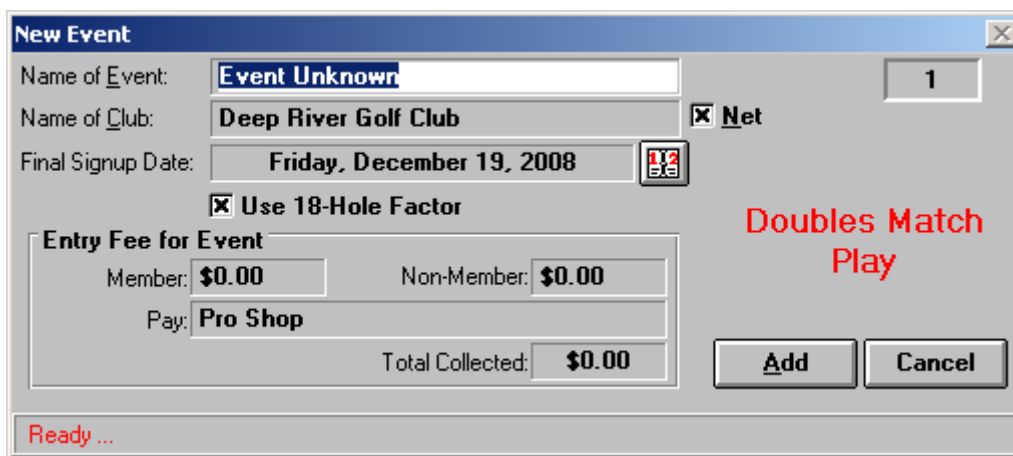 New Event
Name of Event: Event Unknown 1
Name of Club: Deep River Golf Club Net
Final Signup Date: Friday, December 19, 2008
Use 18-Hole Factor
Doubles Match
Play
Entry Fee for Event
Member: $0.00 Non-Member: $0.00
Pay: Pro Shop
Total Collected: $0.00
Add Cancel
Ready ...